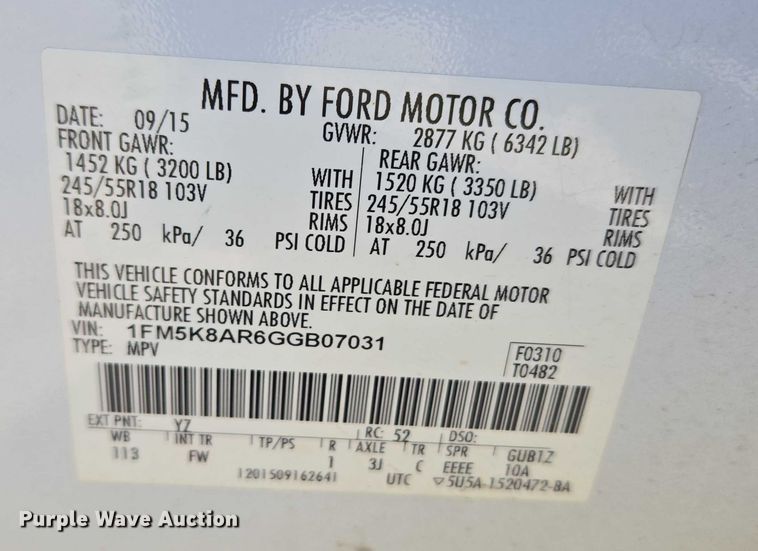 MFD. BY FORD MOTOR CO.
DATE: 09/15 GVWR: 2877 KG ( 6342 LB)
FRONT GAWR: REAR GAWR:
1452 KG ( 3200 LB) WITH 1520 KG ( 3350 LB) WITH
245/55R18 103V TIRES 245/55R18 103V TIRES
18x8.0J RIMS 18x8.0J RIMS
AT 250 kPa/ 36 PSI COLD AT 250 kPa/ 36 PSI COLD
THIS VEHICLE CONFORMS TO ALL APPLICABLE FEDERAL MOTOR
VEHICLE SAFETY STANDARDS IN EFFECT ON THE DATE OF
MANUFACTURE SHOWN ABOVE.
VIN: 1FM5K8AR6GGB07031
TYPE: MPV
F0310
T0482
EXT PNT: YZ RC: 52 DSO:
WB INT TR TP/PS R AXLE TR SPR GUB1Z
113 FW 1 3J C EEEE 10A
1201509162641 UTC ▽5U5A-1520472-BA
Purple Wave Auction